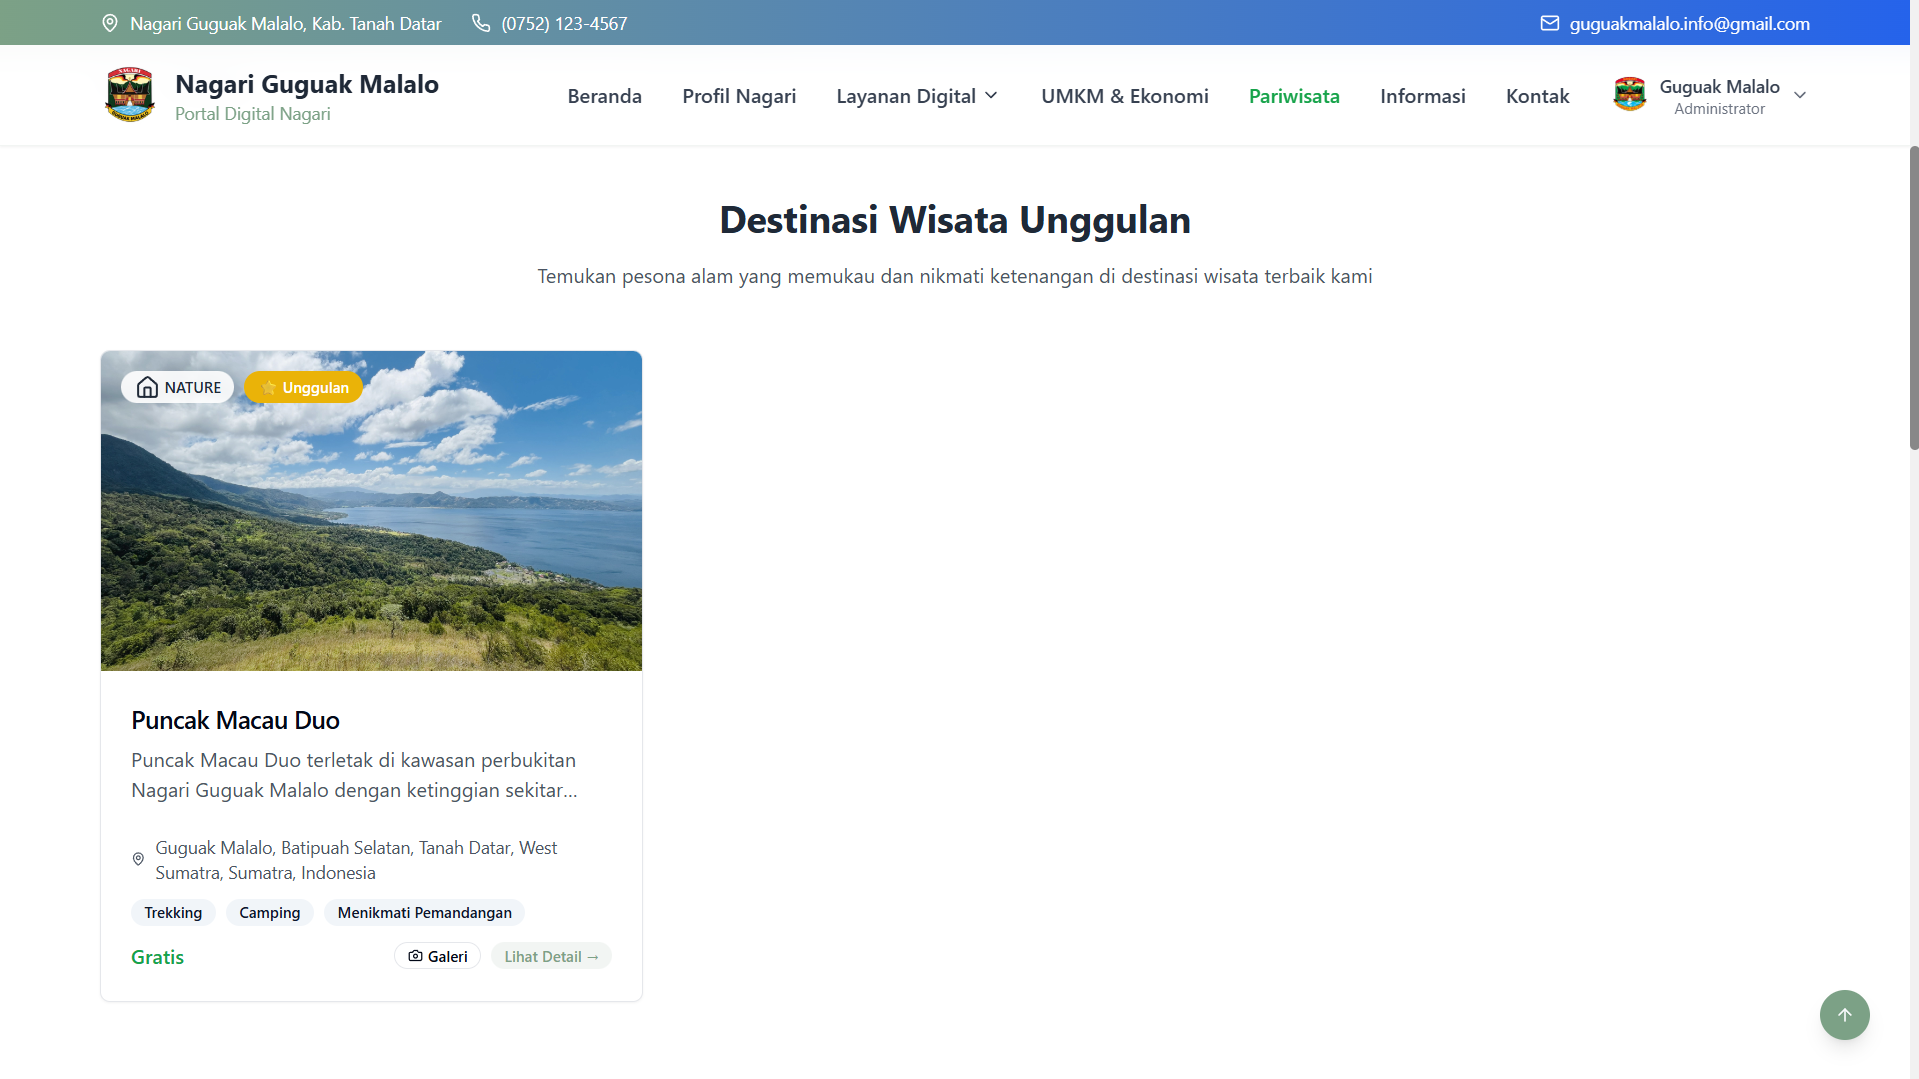 Nagari Guguak Malalo, Kab. Tanah Datar
(0752) 123-4567
guguakmalalo.info@gmail.com
NAGARI
GUGUAK MALALO
Nagari Guguak Malalo
Portal Digital Nagari
Beranda
Profil Nagari
Layanan Digital
UMKM & Ekonomi
Pariwisata
Informasi
Kontak
Guguak Malalo
Administrator
Destinasi Wisata Unggulan
Temukan pesona alam yang memukau dan nikmati ketenangan di destinasi wisata terbaik kami
NATURE
Unggulan
Puncak Macau Duo
Puncak Macau Duo terletak di kawasan perbukitan
Nagari Guguak Malalo dengan ketinggian sekitar...
Guguak Malalo, Batipuah Selatan, Tanah Datar, West
Sumatra, Sumatra, Indonesia
Trekking
Camping
Menikmati Pemandangan
Gratis
Galeri
Lihat Detail →